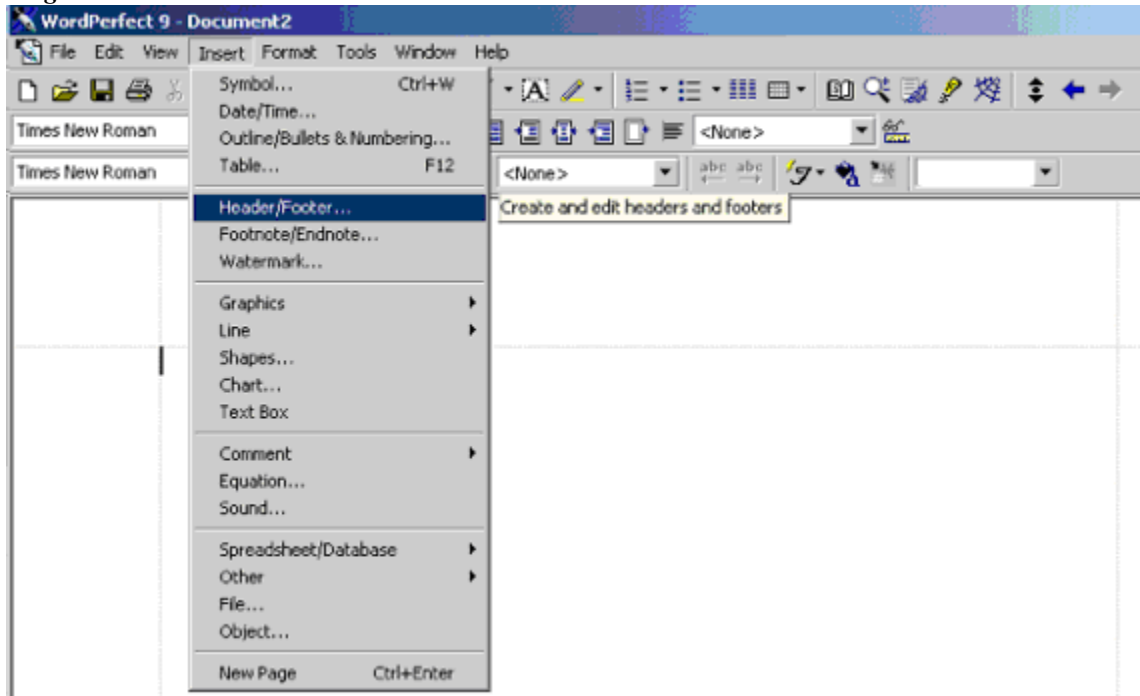 WordPerfect 9 - Document2
File Edit View Insert Format Tools Window Help
Symbol... Ctrl+W
Date/Time...
Times New Roman
<None>
Outline/Bullets & Numbering...
Table... F12
Times New Roman
<None>
abc abc
Header/Footer...
Create and edit headers and footers
Footnote/Endnote...
Watermark...
Graphics
Line
Shapes...
Chart...
Text Box
Comment
Equation...
Sound...
Spreadsheet/Database
Other
File...
Object...
New Page Ctrl+Enter